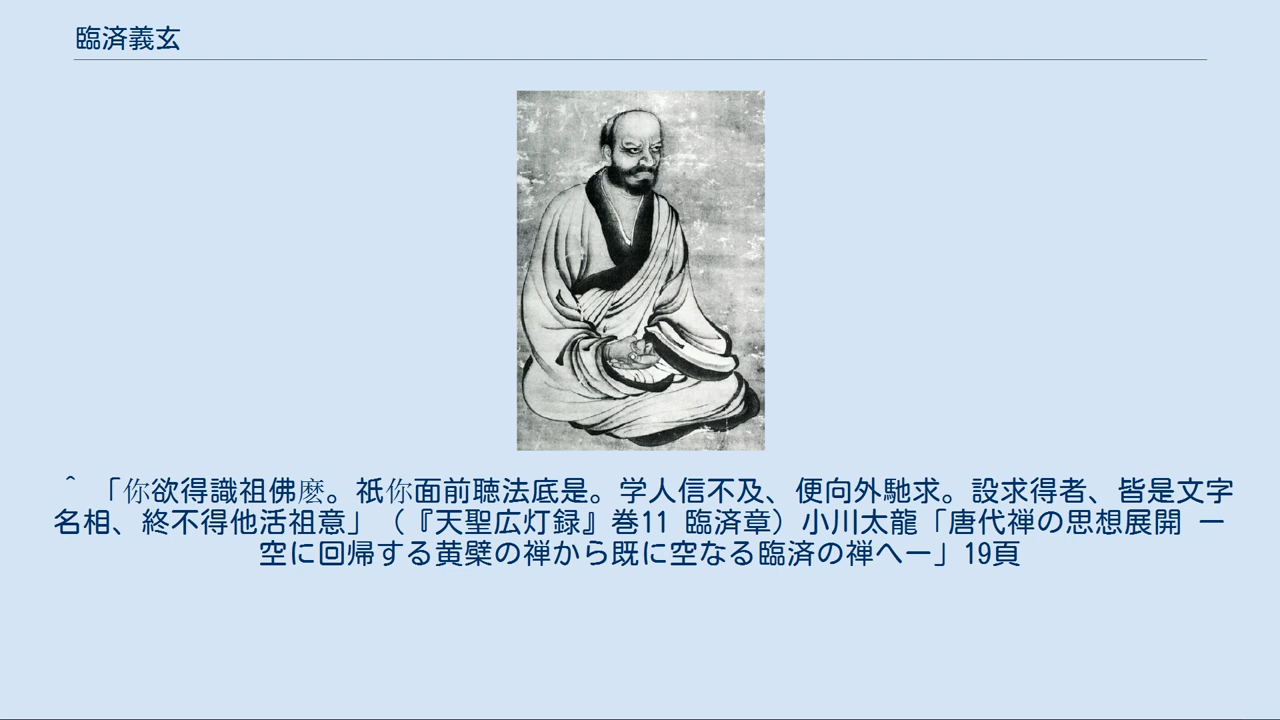 臨済義玄
^ 「你欲得識祖佛麽。祇你面前聴法底是。学人信不及、便向外馳求。設求得者、皆是文字
名相、終不得他活祖意」（『天聖広灯録』巻11 臨済章）小川太龍「唐代禅の思想展開 ー
空に回帰する黄檗の禅から既に空なる臨済の禅へー」19頁